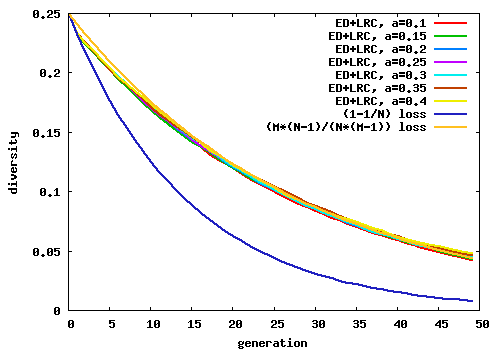 0.25
0.2
0.15
0.1
0.05
0
diversity
ED+LRC, a=0.1
ED+LRC, a=0.15
ED+LRC, a=0.2
ED+LRC, a=0.25
ED+LRC, a=0.3
ED+LRC, a=0.35
ED+LRC, a=0.4
(1-1/N) loss
(M*(N-1)/(N*(M-1)) loss
0 5 10 15 20 25 30 35 40 45 50
generation